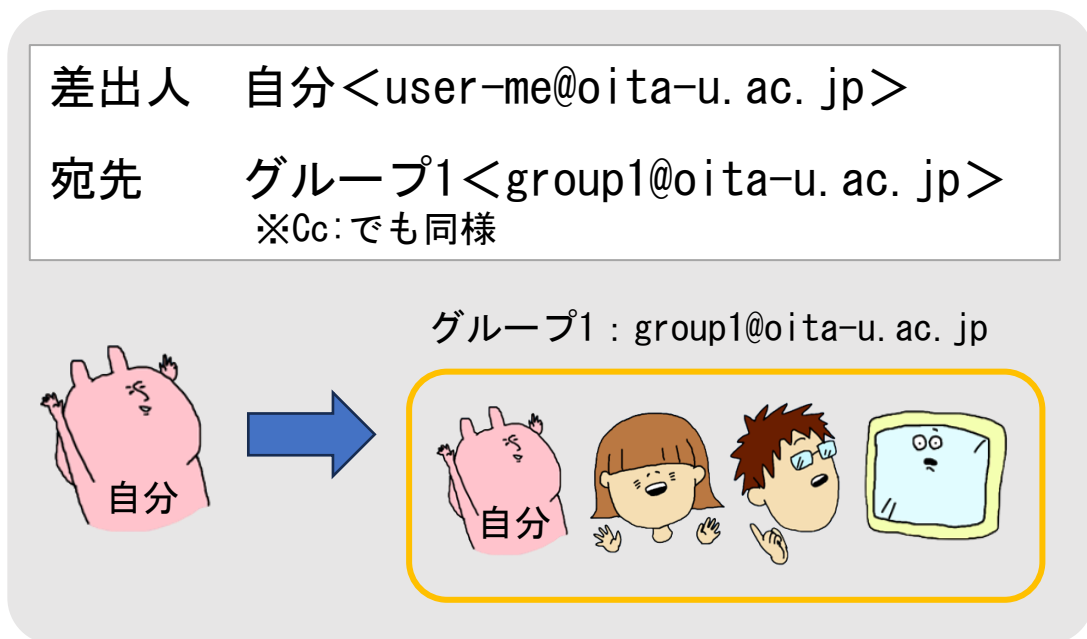 差出人　自分＜user-me@oita-u.ac.jp＞
宛先　グループ1＜group1@oita-u.ac.jp＞
※Cc:でも同様
グループ1：group1@oita-u.ac.jp
自分
自分